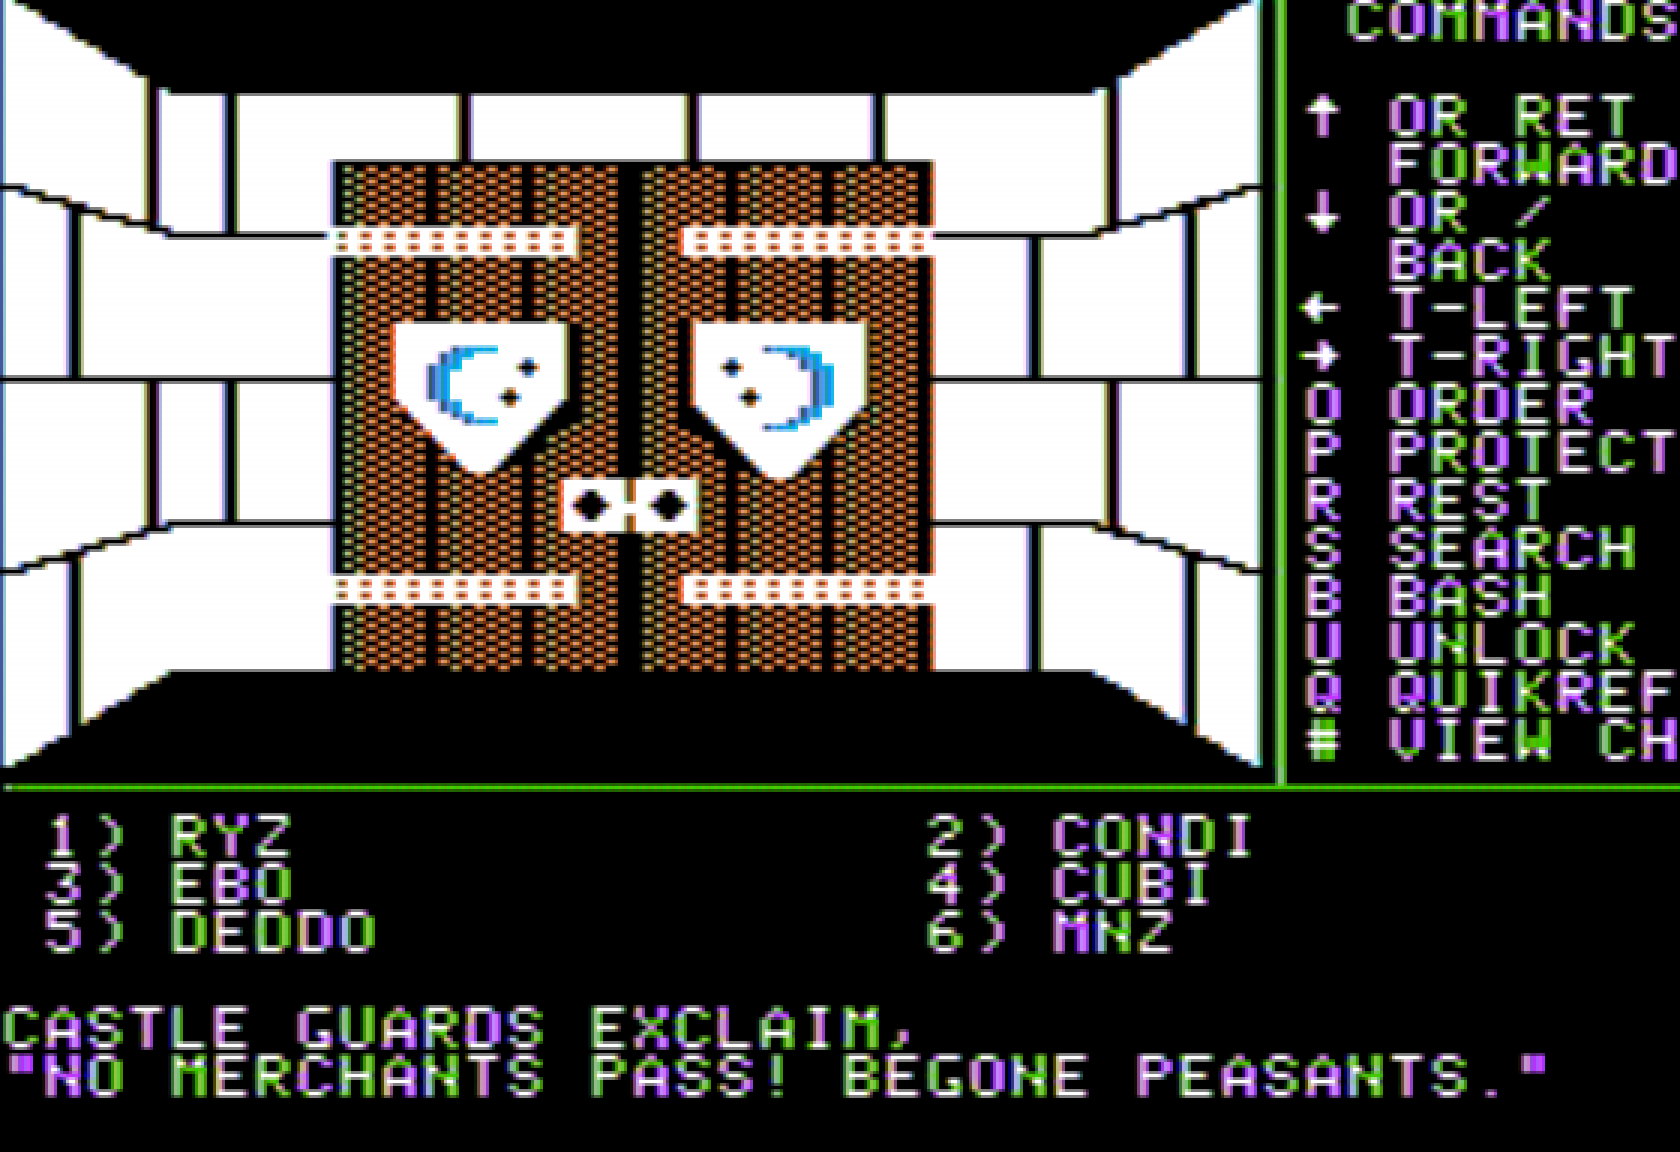 COMMANDS
↑ OR RET
FORWARD
↓ OR /
BACK
← T-LEFT
→ T-RIGHT
O ORDER
P PROTECT
R REST
S SEARCH
B BASH
U UNLOCK
Q QUIKREF
# VIEW CH
1) RYZ 2) CONDI
3) EBO 4) CUBI
5) DEDDO 6) MNZ
CASTLE GUARDS EXCLAIM,
"NO MERCHANTS PASS! BEGONE PEASANTS."